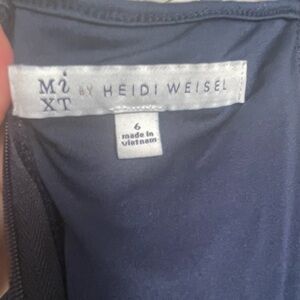 Mi
XT BY HEIDI WEISEL
6
made in
vietnam